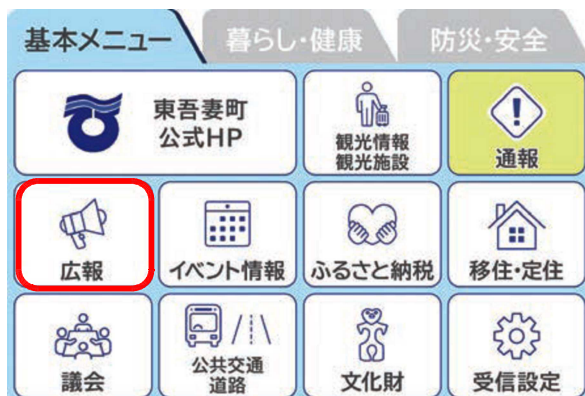 基本メニュー
暮らし・健康
防災・安全
東吾妻町
公式HP
観光情報
観光施設
通報
広報
イベント情報
ふるさと納税
移住・定住
議会
公共交通
道路
文化財
受信設定